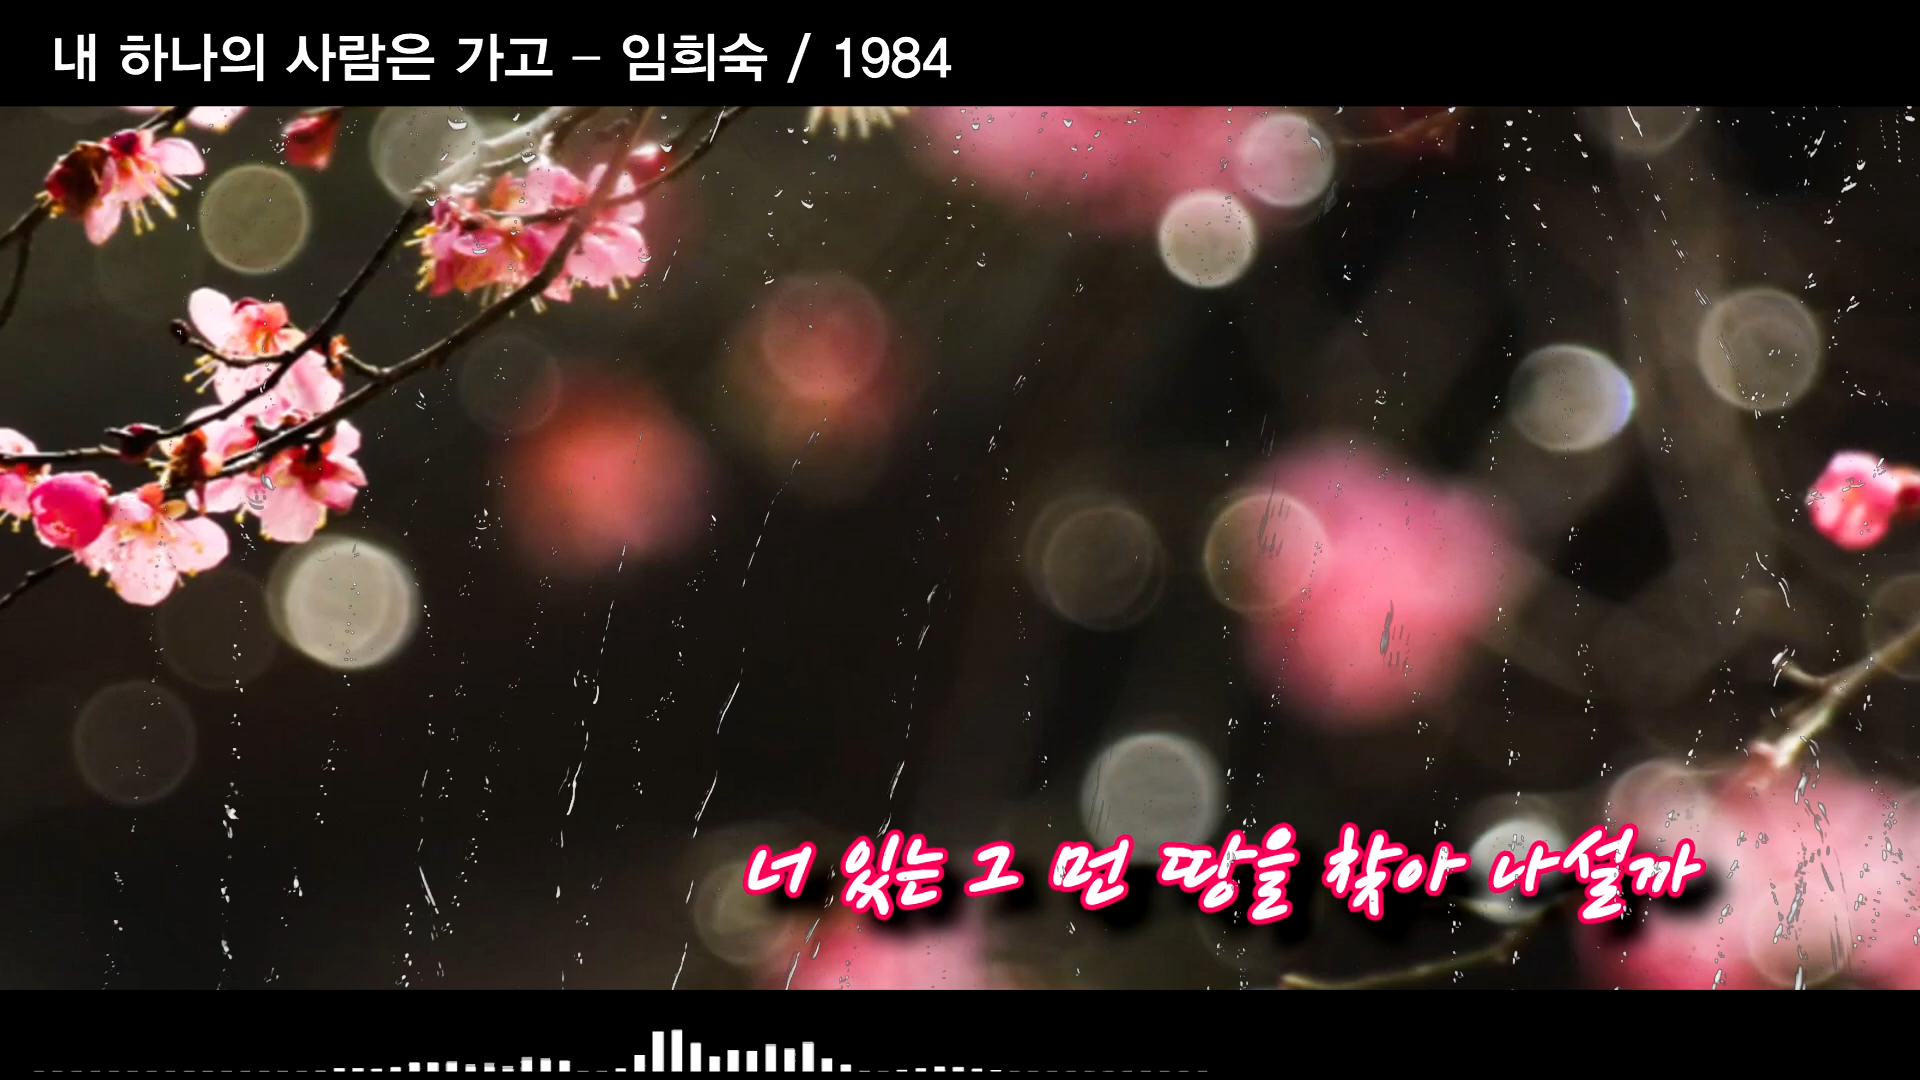 내 하나의 사람은 가고 – 임희숙 / 1984
너 있는 그 먼 땅을 찾아 나설까